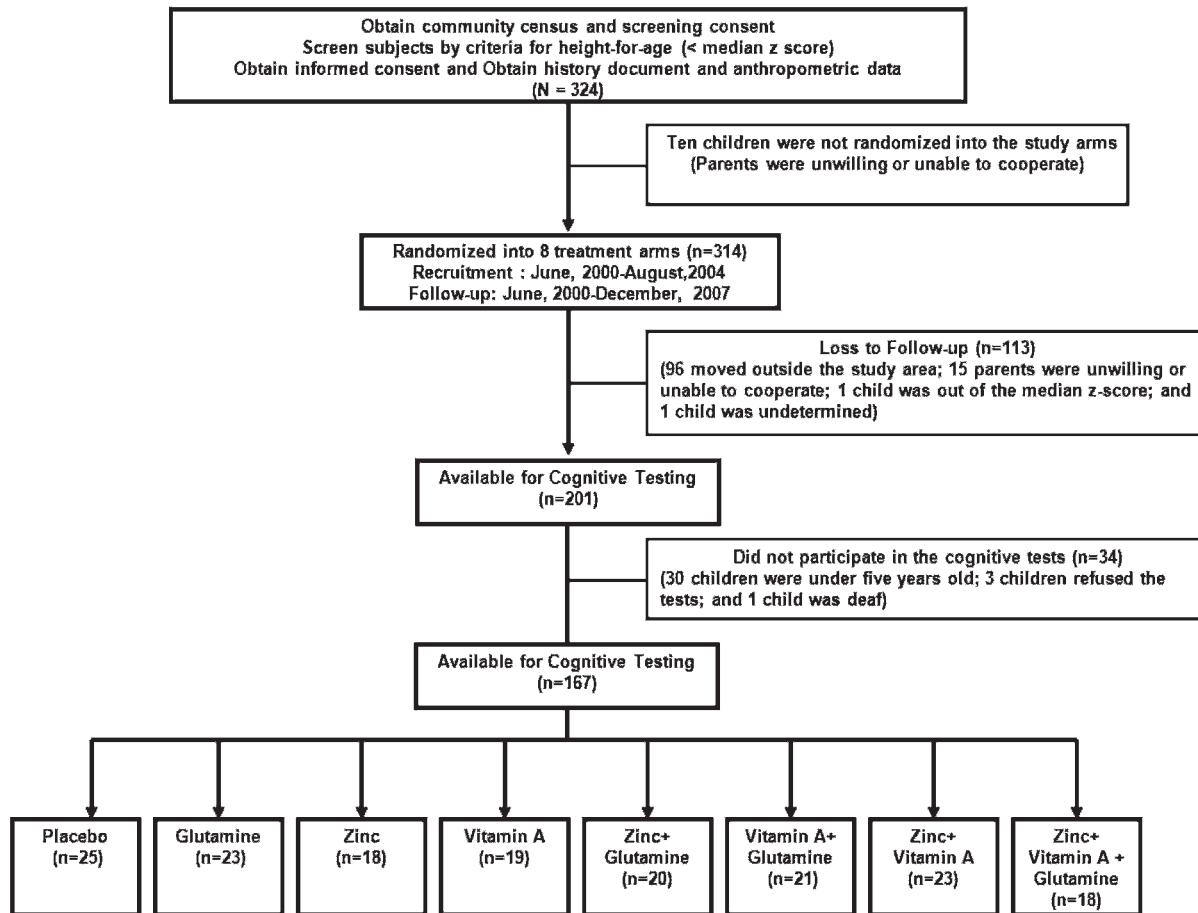 Obtain community census and screening consent
Screen subjects by criteria for height-for-age (< median z score)
Obtain informed consent and Obtain history document and anthropometric data
(N = 324)
Ten children were not randomized into the study arms
(Parents were unwilling or unable to cooperate)
Randomized into 8 treatment arms (n=314)
Recruitment : June, 2000-August,2004
Follow-up: June, 2000-December, 2007
Loss to Follow-up (n=113)
(96 moved outside the study area; 15 parents were unwilling or
unable to cooperate; 1 child was out of the median z-score; and
1 child was undetermined)
Available for Cognitive Testing
(n=201)
Did not participate in the cognitive tests (n=34)
(30 children were under five years old; 3 children refused the
tests; and 1 child was deaf)
Available for Cognitive Testing
(n=167)
Placebo
(n=25)
Glutamine
(n=23)
Zinc
(n=18)
Vitamin A
(n=19)
Zinc+
Glutamine
(n=20)
Vitamin A+
Glutamine
(n=21)
Zinc+
Vitamin A
(n=23)
Zinc+
Vitamin A +
Glutamine
(n=18)